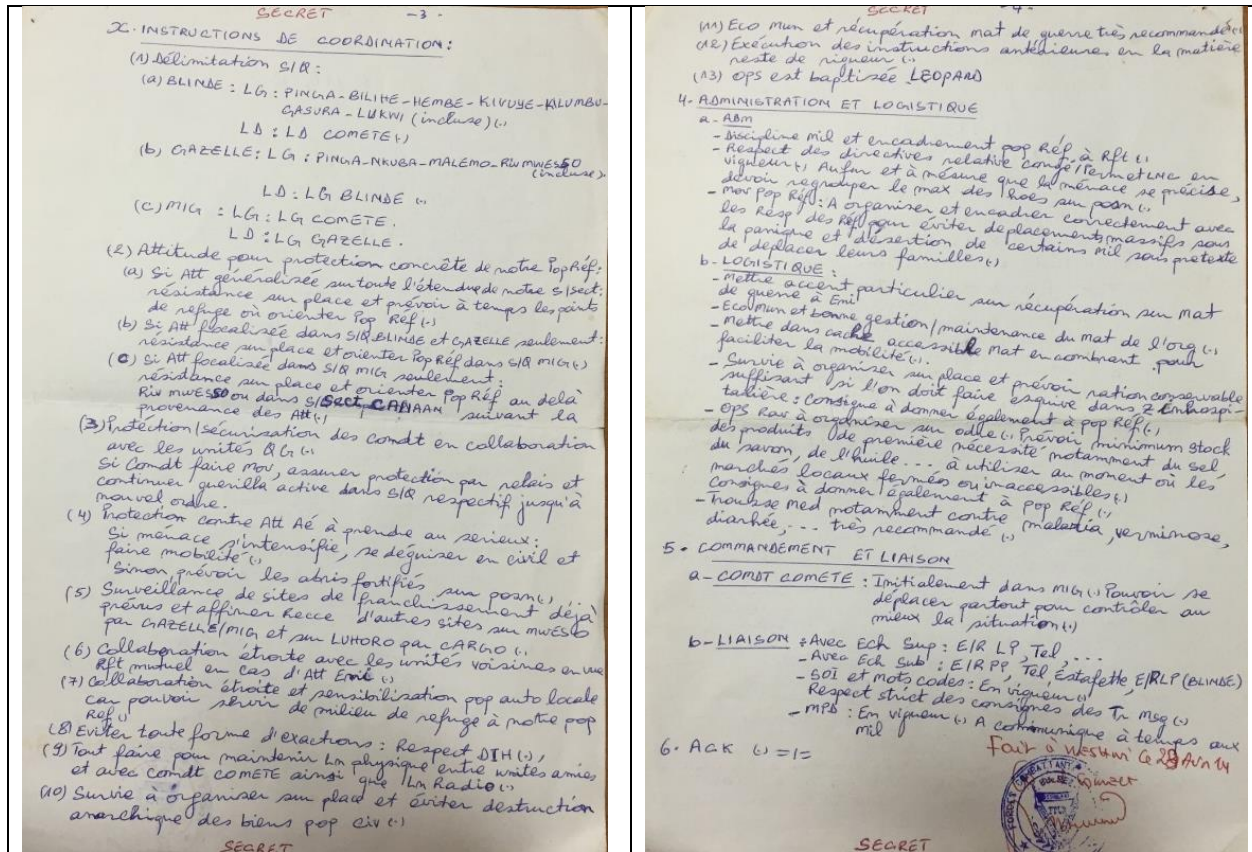 SECRET -3-
X. INSTRUCTIONS DE COORDINATION:
(1) Délimitation S/Q :
(a) BLINDE : LG : PINGA-BILIHE-HEMBE-KIVUYE-KILUMBU-
GASURA-LUKWI (incluse)(.)
LD : LD COMETE(.)
(b) GAZELLE : LG : PINGA-NKUBA-MALEMO-RIV MWESSO
(incluse).
LD : LG BLINDE (.)
(C) MIG : LG : LG COMETE.
LD : LG GAZELLE.
(2) Attitude pour protection concrète de notre Pop Réf :
(a) Si Att généralisée sur toute l'étendue de notre S/Sect :
résistance sur place et prévoir à temps les points
de refuge où orienter Pop Réf (.)
(b) Si Att focalisée dans S/Q BLINDE et GAZELLE seulement :
résistance sur place et orienter Pop Réf dans S/Q MIG (.)
(C) Si Att focalisée dans S/Q MIG seulement :
résistance sur place et orienter Pop Réf au delà
Riv MWESSO ou dans S/Sect CANAAN suivant la
provenance des Att (.)
(3) Protection/sécurisation des comdt en collaboration
avec les unités QG (.)
Si Comdt faire mov, assurer protection par relais et
continuer guerilla active dans S/Q respectif jusqu'à
nouvel ordre.
(4) Protection contre Att Aé à prendre au serieux :
Si menace s'intensifie, se déguiser en civil et
faire mobilité (.)
Sinon prévoir les abris fortifiés sur posn (.)
(5) Surveillance de sites de franchissement déjà
prévus et affiner Recce d'autres sites sur MWESO
par GAZELLE/MIG et sur LUHORO par CARGO (.)
(6) Collaboration étroite avec les unités voisines en vue
Rft mutuel en cas d'Att Eni (.)
(7) Collaboration étroite et sensibilisation pop auto locale
car pouvoir servir de milieu de refuge à notre pop
Réf (.)
(8) Eviter toute forme d'exactions : Respect DIH (.)
(9) Tout faire pour maintenir Ln physique entre unités amies
et avec comdt COMETE ainsi que Ln Radio (.)
(10) Survie à organiser sur place et éviter destruction
anarchique des biens pop civ (.)
SECRET
SECRET -4-
(11) Eco Mun et récupération mat de guerre très recommandé (.)
(12) Exécution des instructions antérieures en la matière
reste de rigueur (.)
(13) OPS est baptisée LEOPARD
4- ADMINISTRATION ET LOGISTIQUE
a - ADM
- Discipline mil et encadrement pop Réf à Rft (.)
- Respect des directives relative congé/Perm en
vigueur (.) Au fur et à mésure que la ménace se précise,
devoir regrouper le max des hoes sur posn (.)
- Mov Pop Réf : A organiser et encadrer correctement avec
les Resp des Réf pour éviter deplacements massifs sous
la panique et désertion de certains mil sous pretexte
de deplacer leurs familles (.)
b - LOGISTIQUE :
- Mettre accent particulier sur récupération sur Mat
de guerre à Eni
- Eco Mun et bonne gestion/maintenance du mat de l'org (.)
- Mettre dans cache accessible Mat encombrant pour
faciliter la mobilité (.)
- Survie à organiser sur place et prévoir ration conservable
suffisant si l'on doit faire esquive dans Z Enhospi-
talière : Consigne à donner également à pop Réf (.)
- OPS Rav à organiser sur odre (.) Prévoir minimum Stock
des produits de première nécessité notamment du sel
du savon, de l'huile ... à utiliser au moment où les
marchés locaux fermés ou inaccessibles (.)
Consignes à donner également à pop Réf (.)
- Trousse med notamment contre malaria, verminose,
diarhée, ... très recommandé (.)
5. COMMANDEMENT ET LIAISON
a - COMDT COMETE : Initialement dans MIG (.) Pouvoir se
déplacer partout pour contrôler au
mieux la situation (.)
b - LIAISON : - Avec Ech Sup : E/R LP, Tel, ...
- Avec Ech Sub : E/R PP, Tel, Estafette, E/R LP (BLINDE)
- SOI et mots codes : En vigueur (.)
Respect strict des consignes des Tr Msg (.)
- MPD : En vigueur (.) A communiqué à temps aux
mil
6. ACK (.) =1=
Fait à le 28 Avr 14
FORCES COMBATTANTES
SECRET